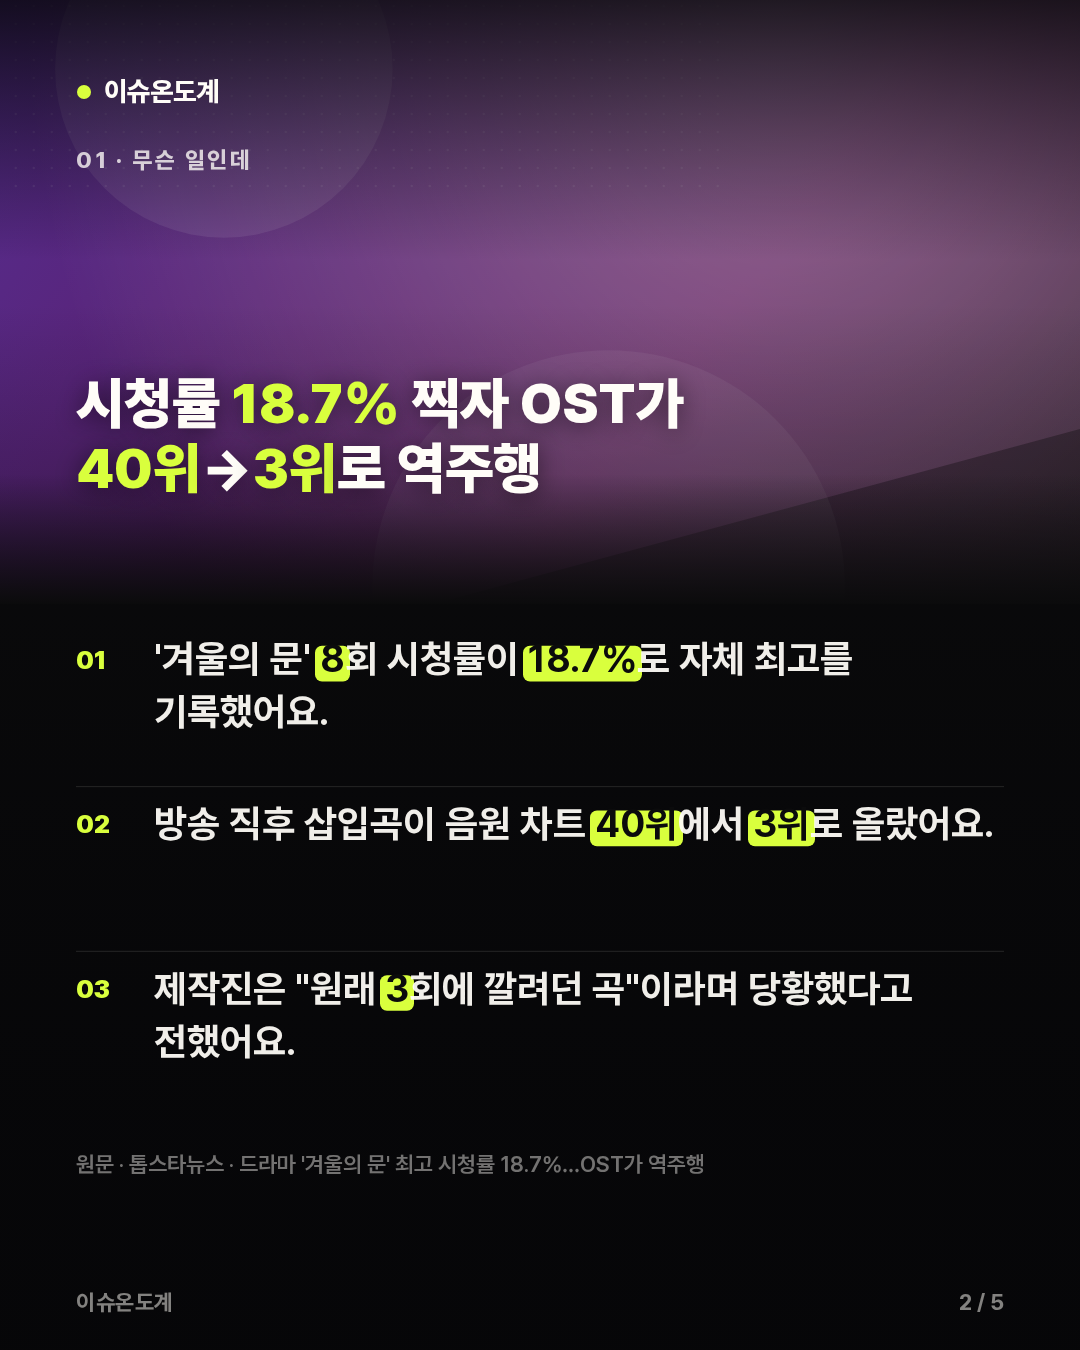 이슈온도계
01 · 무슨 일인데
시청률 18.7% 찍자 OST가
40위→3위로 역주행
01 '겨울의 문' 8회 시청률이 18.7%로 자체 최고를
기록했어요.
02 방송 직후 삽입곡이 음원 차트 40위에서 3위로 올랐어요.
03 제작진은 "원래 3회에 깔려던 곡"이라며 당황했다고
전했어요.
원문 · 톱스타뉴스 · 드라마 '겨울의 문' 최고 시청률 18.7%...OST가 역주행
이슈온도계
2 / 5